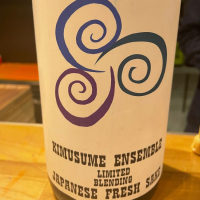 KIMUSUME ENSEMBLE
LIMITED
BLENDING
JAPANESE FRESH SAKE